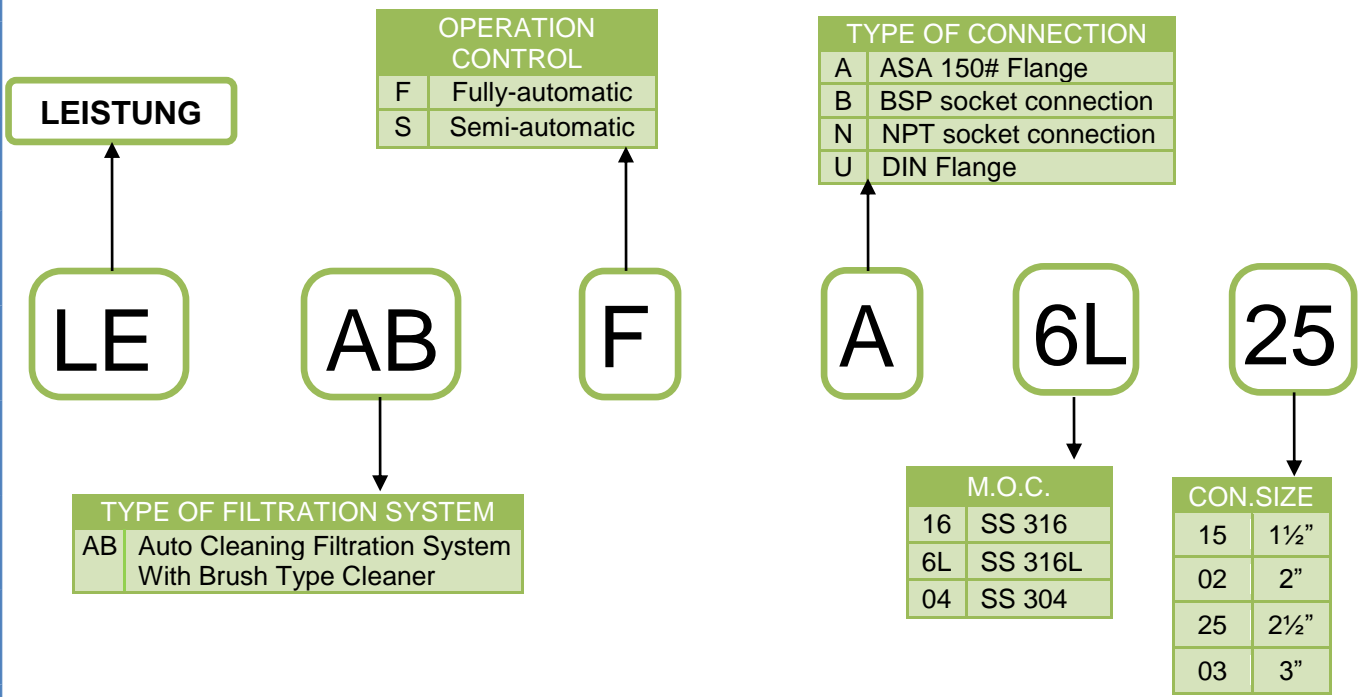 OPERATION
CONTROL
F Fully-automatic
S Semi-automatic
TYPE OF CONNECTION
A ASA 150# Flange
B BSP socket connection
N NPT socket connection
U DIN Flange
LEISTUNG
LE AB F A 6L 25
TYPE OF FILTRATION SYSTEM
AB Auto Cleaning Filtration System
With Brush Type Cleaner
M.O.C.
16 SS 316
6L SS 316L
04 SS 304
CON.SIZE
15 1½”
02 2”
25 2½”
03 3”